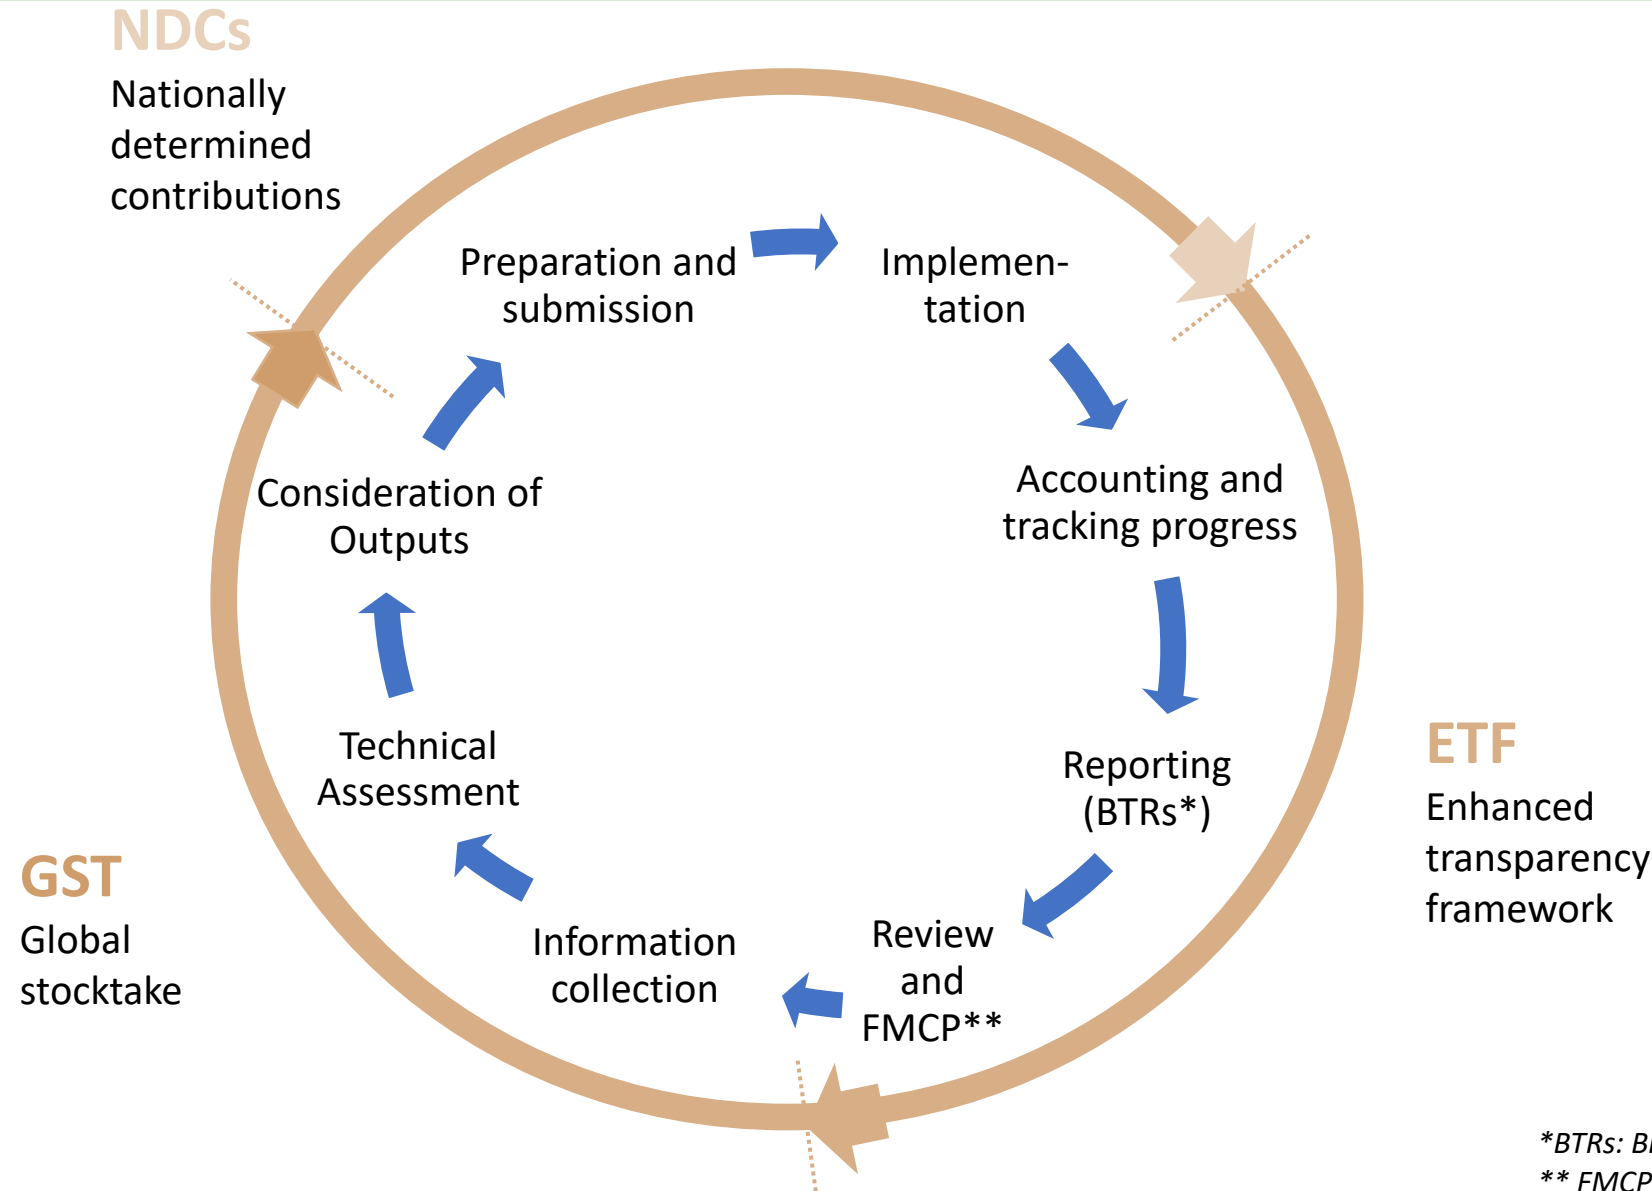 NDCs
Nationally
determined
contributions
Preparation and
submission
Implemen-
tation
Accounting and
tracking progress
Reporting
(BTRs*)
Review
and
FMCP**
Information
collection
Technical
Assessment
Consideration of
Outputs
ETF
Enhanced
transparency
framework
GST
Global
stocktake
*BTRs:
** FMCP